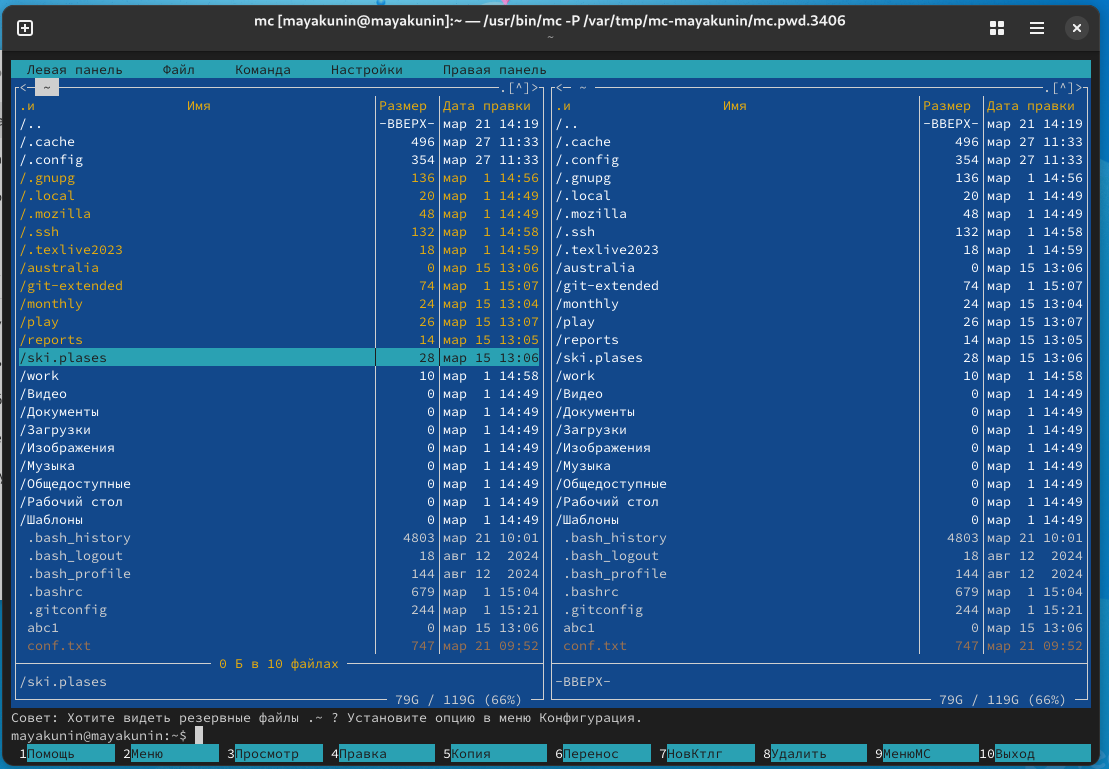 mc [mayakunin@mayakunin]:~ — /usr/bin/mc -P /var/tmp/mc-mayakunin/mc.pwd.3406
~
Левая панель Файл Команда Настройки Правая панель
<─ ~ ─.[^]> <─ ~ ─.[^]>
.и Имя Размер Дата правки .и Имя Размер Дата правки
/.. -ВВЕРХ- мар 21 14:19 /.. -ВВЕРХ- мар 21 14:19
/.cache 496 мар 27 11:33 /.cache 496 мар 27 11:33
/.config 354 мар 27 11:33 /.config 354 мар 27 11:33
/.gnupg 136 мар 1 14:56 /.gnupg 136 мар 1 14:56
/.local 20 мар 1 14:49 /.local 20 мар 1 14:49
/.mozilla 48 мар 1 14:49 /.mozilla 48 мар 1 14:49
/.ssh 132 мар 1 14:58 /.ssh 132 мар 1 14:58
/.texlive2023 18 мар 1 14:59 /.texlive2023 18 мар 1 14:59
/australia 0 мар 15 13:06 /australia 0 мар 15 13:06
/git-extended 74 мар 1 15:07 /git-extended 74 мар 1 15:07
/monthly 24 мар 15 13:04 /monthly 24 мар 15 13:04
/play 26 мар 15 13:07 /play 26 мар 15 13:07
/reports 14 мар 15 13:05 /reports 14 мар 15 13:05
/ski.plases 28 мар 15 13:06 /ski.plases 28 мар 15 13:06
/work 10 мар 1 14:58 /work 10 мар 1 14:58
/Видео 0 мар 1 14:49 /Видео 0 мар 1 14:49
/Документы 0 мар 1 14:49 /Документы 0 мар 1 14:49
/Загрузки 0 мар 1 14:49 /Загрузки 0 мар 1 14:49
/Изображения 0 мар 1 14:49 /Изображения 0 мар 1 14:49
/Музыка 0 мар 1 14:49 /Музыка 0 мар 1 14:49
/Общедоступные 0 мар 1 14:49 /Общедоступные 0 мар 1 14:49
/Рабочий стол 0 мар 1 14:49 /Рабочий стол 0 мар 1 14:49
/Шаблоны 0 мар 1 14:49 /Шаблоны 0 мар 1 14:49
.bash_history 4803 мар 21 10:01 .bash_history 4803 мар 21 10:01
.bash_logout 18 авг 12 2024 .bash_logout 18 авг 12 2024
.bash_profile 144 авг 12 2024 .bash_profile 144 авг 12 2024
.bashrc 679 мар 1 15:04 .bashrc 679 мар 1 15:04
.gitconfig 244 мар 1 15:21 .gitconfig 244 мар 1 15:21
abc1 0 мар 15 13:06 abc1 0 мар 15 13:06
conf.txt 747 мар 21 09:52 conf.txt 747 мар 21 09:52
0 Б в 10 файлах
/ski.plases -ВВЕРХ-
79G / 119G (66%) 79G / 119G (66%)
Совет: Хотите видеть резервные файлы .~ ? Установите опцию в меню Конфигурация.
mayakunin@mayakunin:~$
1Помощь 2Меню 3Просмотр 4Правка 5Копия 6Перенос 7НовКтлг 8Удалить 9МенюМС 10Выход